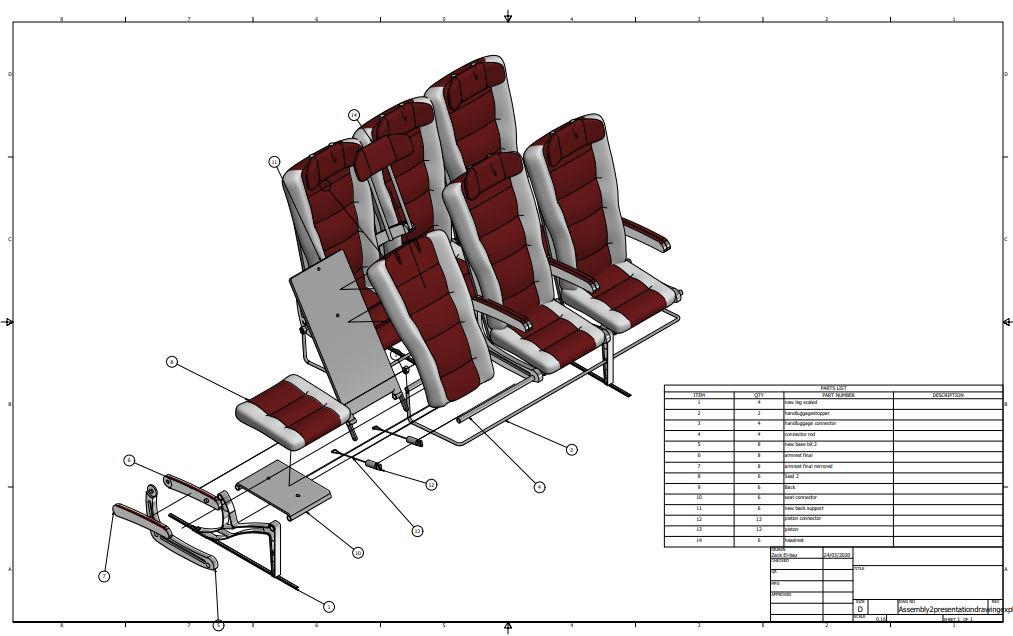 8 7 6 5 4 3 2 1
D D
14
11
C C
8
PARTS LIST
ITEM QTY PART NUMBER DESCRIPTION
1 4 new leg scaled
2 2 handluggagestopper
3 4 handluggage connector
4 4 connector rod
5 8 new base bit 2
6 8 armrest final
7 8 armrest final mirrored
8 6 Seat 2
9 6 Back
10 6 seat connector
11 6 new back support
12 12 piston connector
13 12 piston
14 6 headrest
B B
2
6
12
4
13
10
7
1
5
A A
DRAWN
Zack El-baz 24/03/2020
CHECKED
QA
MFG
APPROVED
TITLE
SIZE
D
DWG NO
Assembly2presentationdrawingexpl
REV
SCALE 0.16
SHEET 1 OF 1
8 7 6 5 4 3 2 1